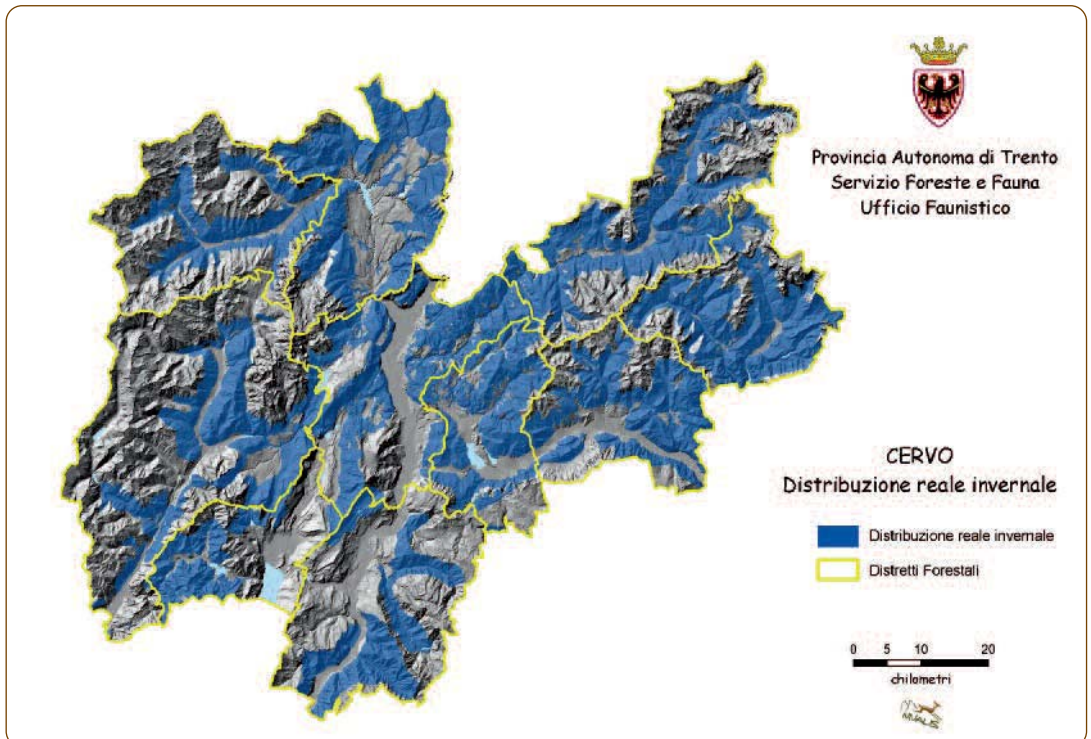 Provincia Autonoma di Trento
Servizio Foreste e Fauna
Ufficio Faunistico
CERVO
Distribuzione reale invernale
Distribuzione reale invernale
Distretti Forestali
0 5 10 20
chilometri